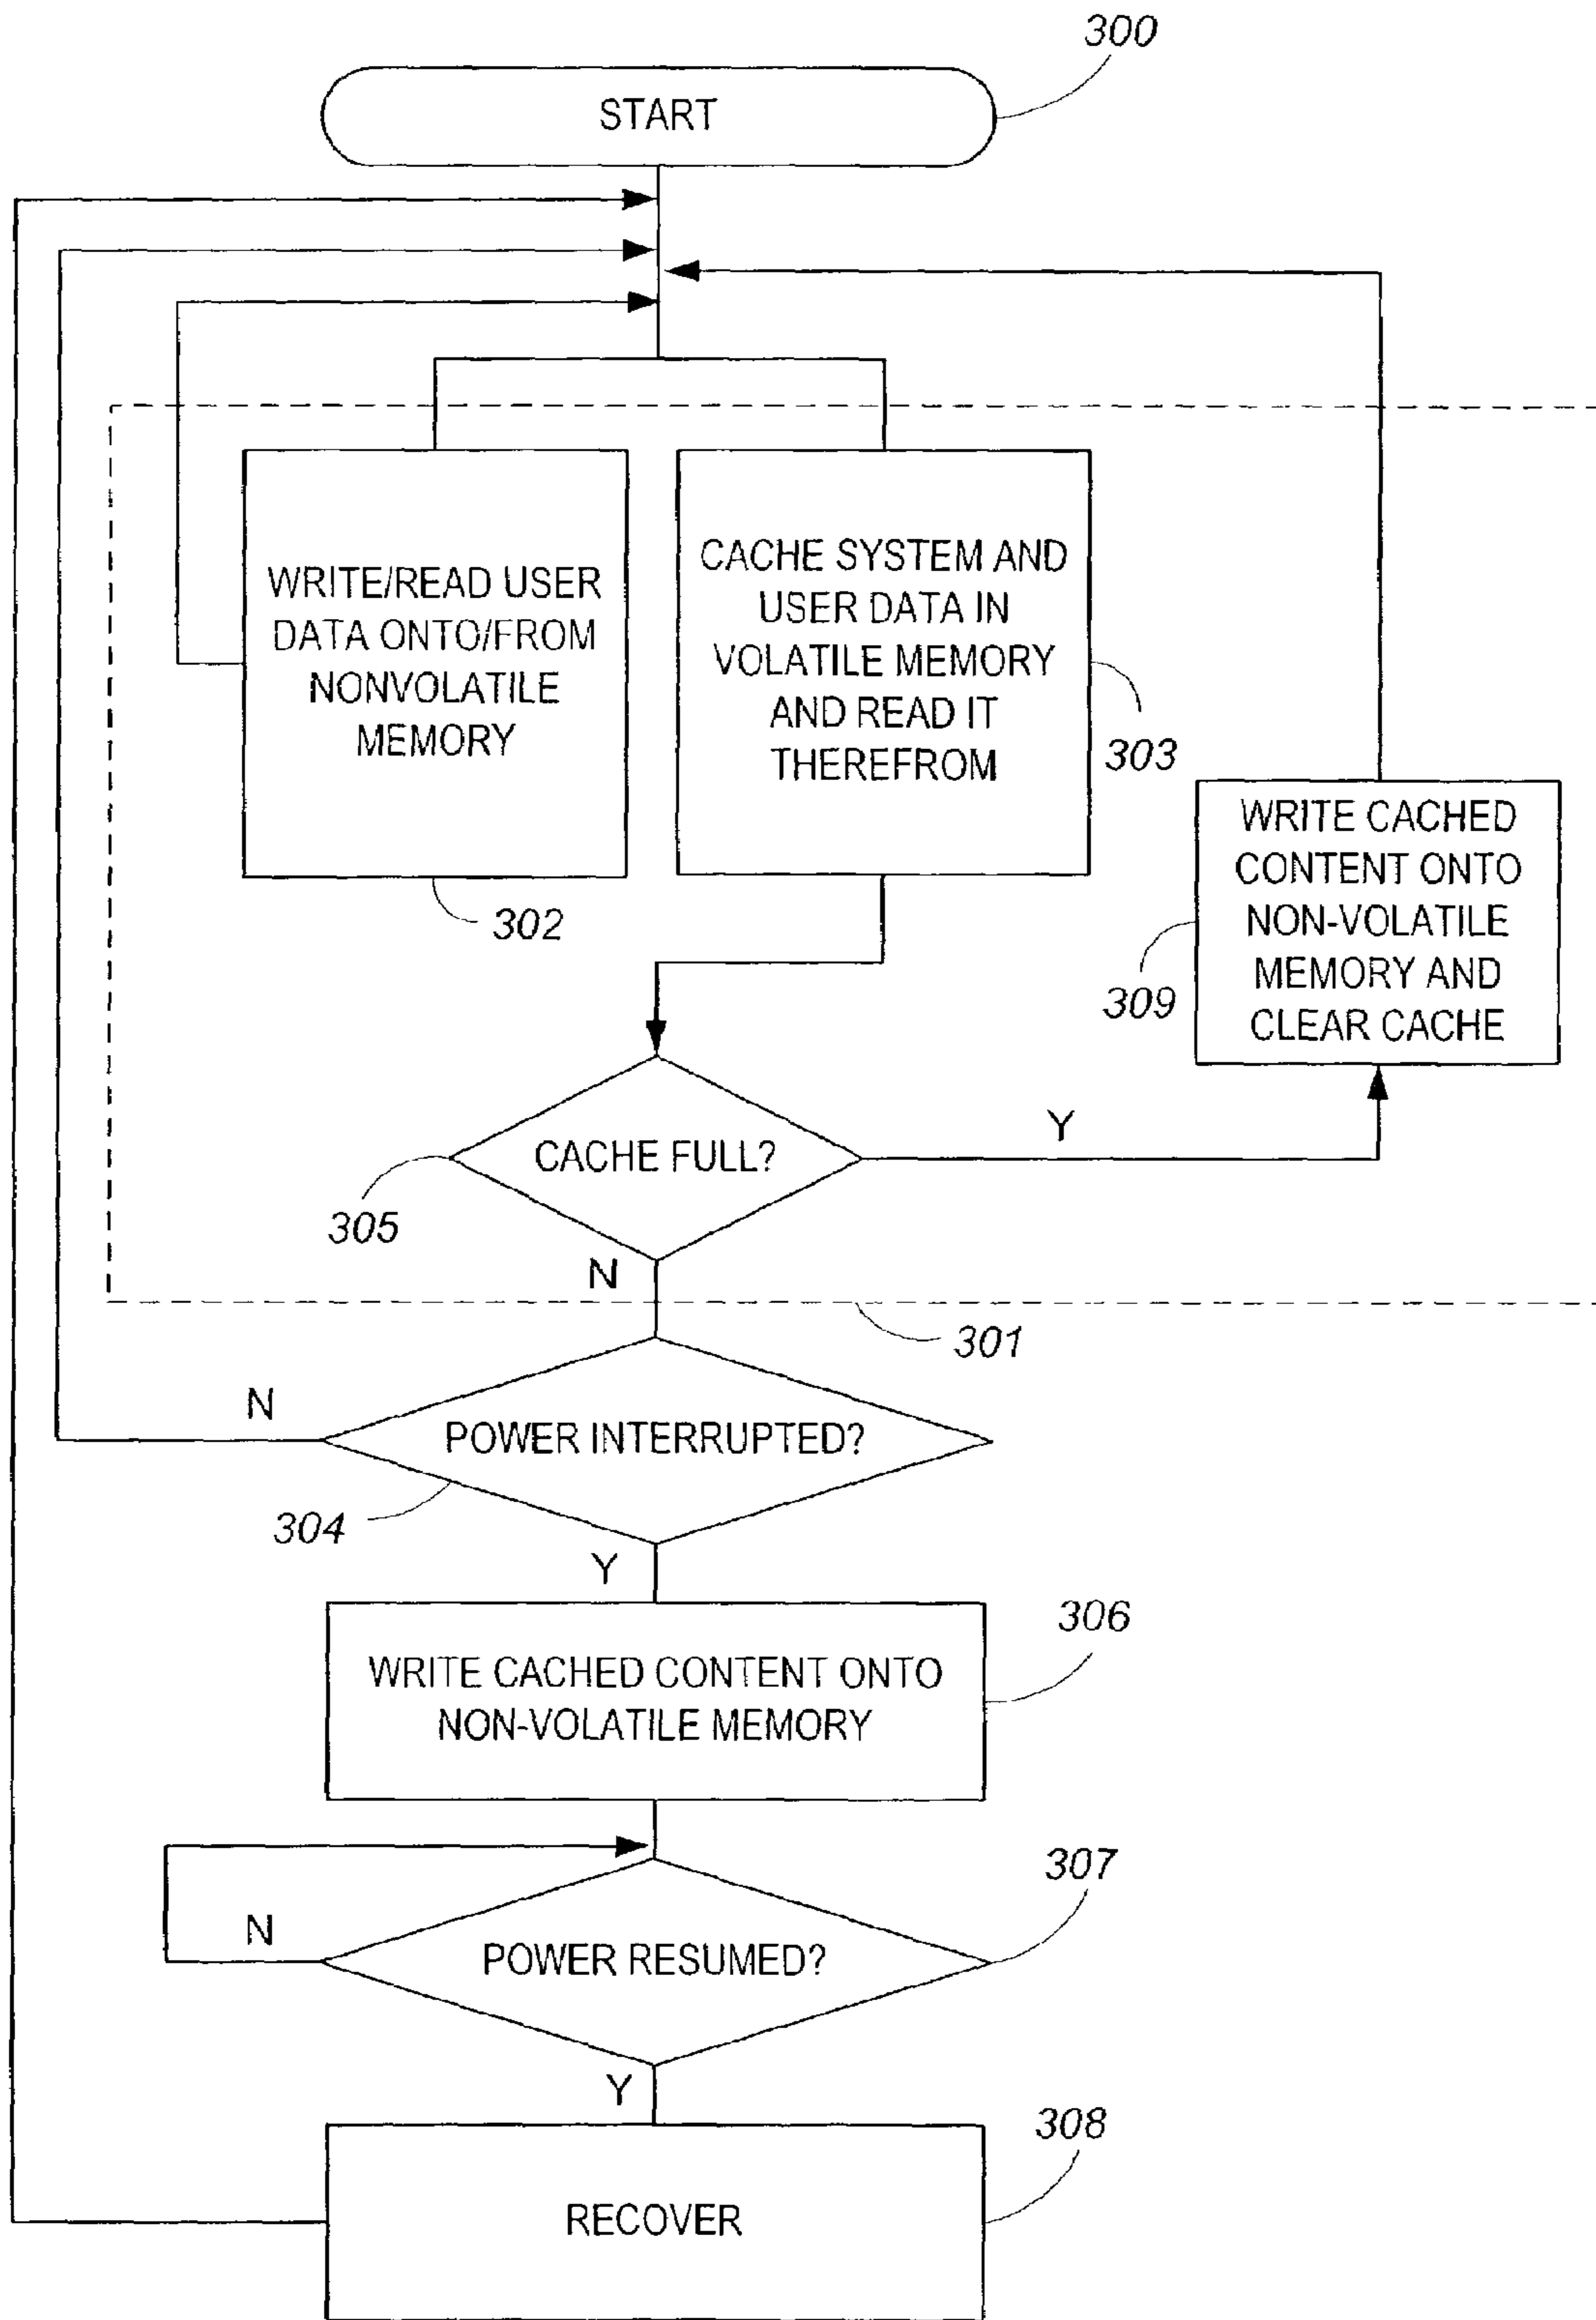 300
START
WRITE/READ USER
DATA ONTO/FROM
NONVOLATILE
MEMORY
302
CACHE SYSTEM AND
USER DATA IN
VOLATILE MEMORY
AND READ IT
THEREFROM
303
WRITE CACHED
CONTENT ONTO
NON-VOLATILE
MEMORY AND
CLEAR CACHE
309
CACHE FULL?
Y
305
N
301
POWER INTERRUPTED?
N
304
Y
306
WRITE CACHED CONTENT ONTO
NON-VOLATILE MEMORY
307
POWER RESUMED?
N
Y
308
RECOVER